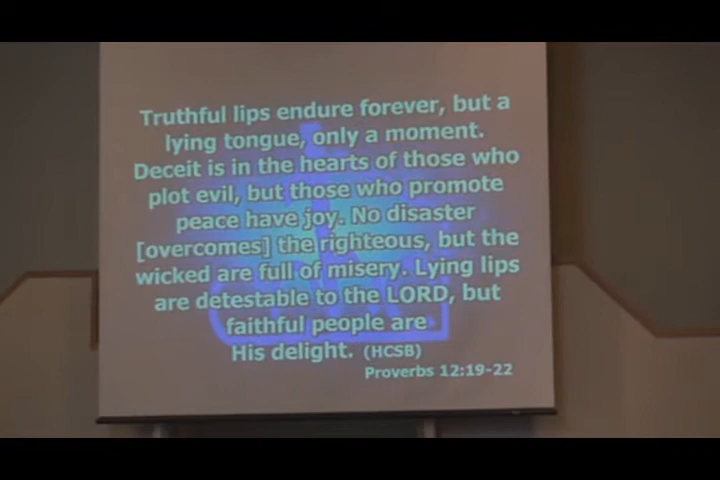 Truthful lips endure forever, but a
lying tongue, only a moment.
Deceit is in the hearts of those who
plot evil, but those who promote
peace have joy. No disaster
[overcomes] the righteous, but the
wicked are full of misery. Lying lips
are detestable to the LORD, but
faithful people are
His delight. (HCSB)
Proverbs 12:19-22